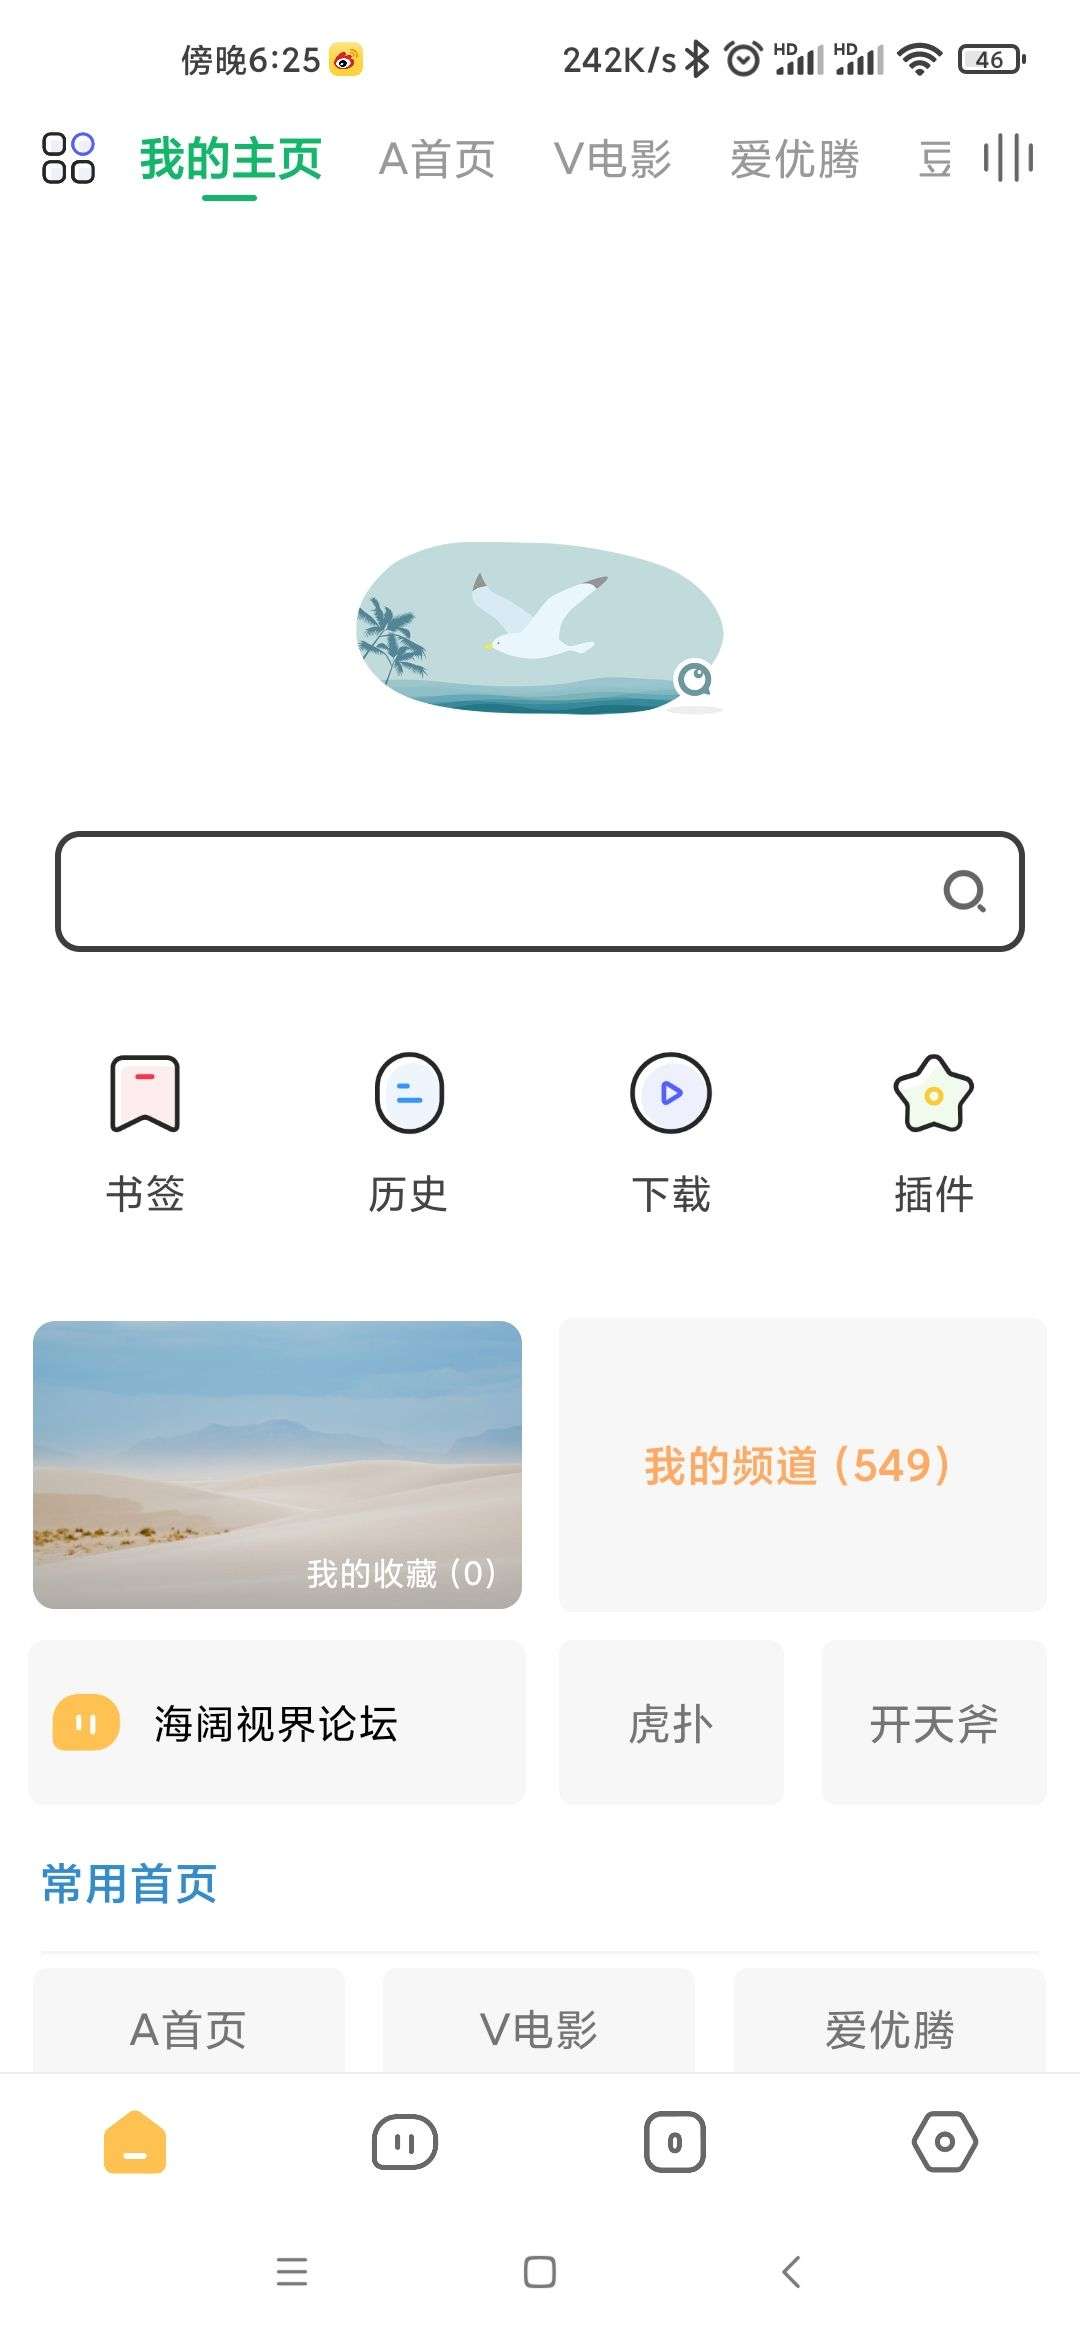 傍晚6:25 242K/s HD HD 46
我的主页 A首页 V电影 爱优腾
书签 历史 下载 插件
我的收藏 (0)
我的频道 (549)
海阔视界论坛 虎扑 开天斧
常用首页
A首页 V电影 爱优腾
0